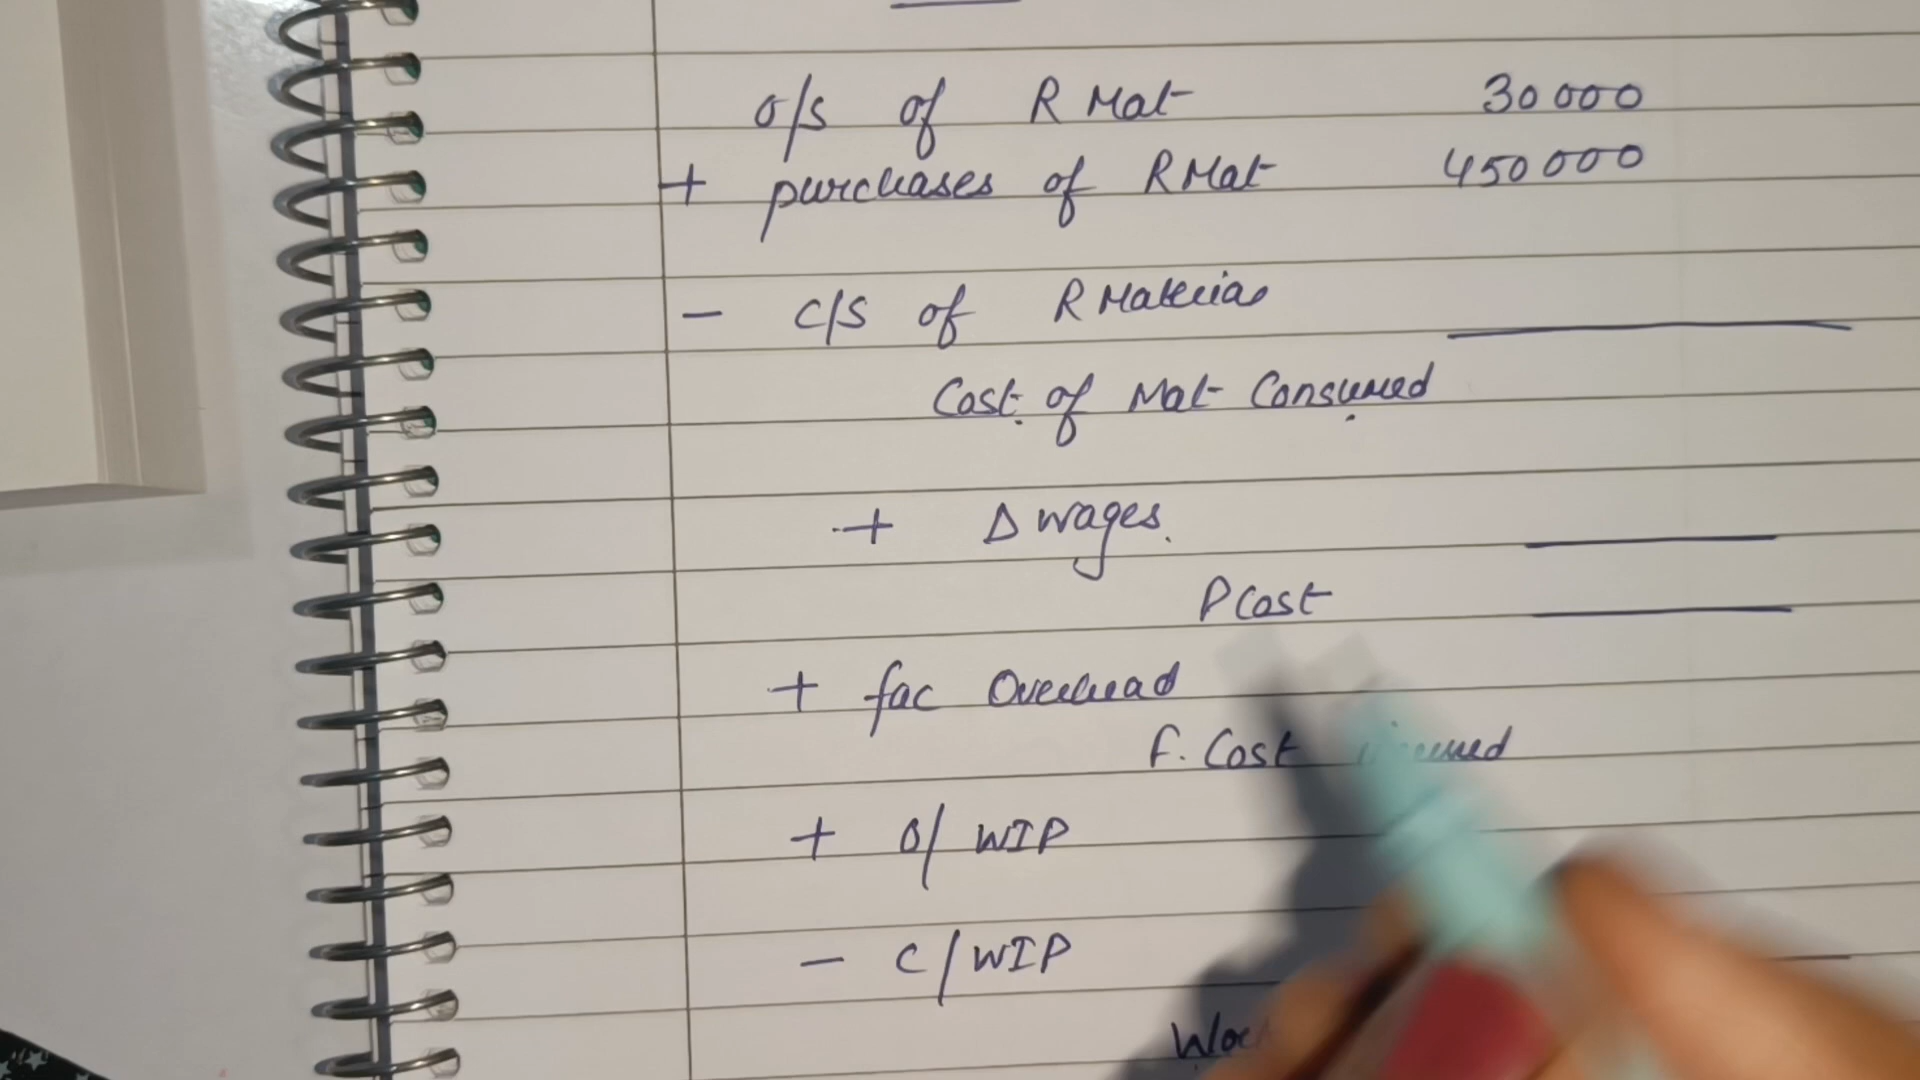 o/s of R Mat 30000
+ purchases of R Mat 450000
- C/S of R Material
Cost of Mat Consumed
+ D wages.
P Cost
+ fac Overhead
F. Cost
+ O/ WIP
- C/WIP